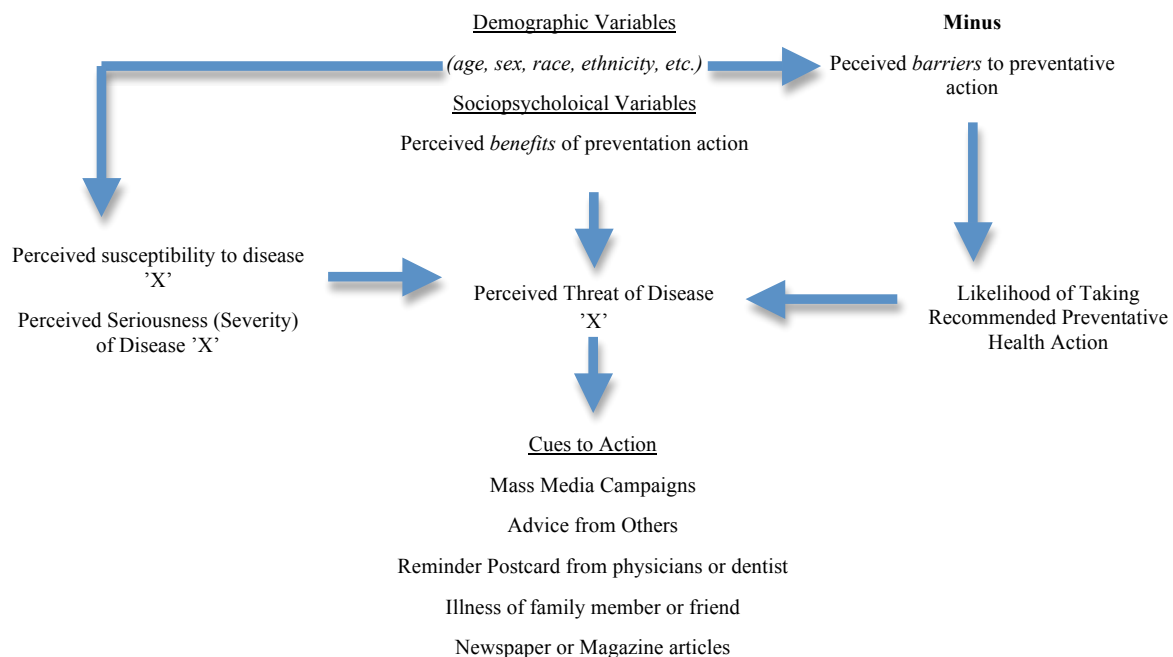 Demographic Variables
(age, sex, race, ethnicity, etc.)
Sociopsycholoical Variables
Perceived benefits of preventation action
Minus
Peceived barriers to preventative
action
Perceived susceptibility to disease
’X’
Perceived Seriousness (Severity)
of Disease ’X’
Perceived Threat of Disease
’X’
Likelihood of Taking
Recommended Preventative
Health Action
Cues to Action
Mass Media Campaigns
Advice from Others
Reminder Postcard from physicians or dentist
Illness of family member or friend
Newspaper or Magazine articles